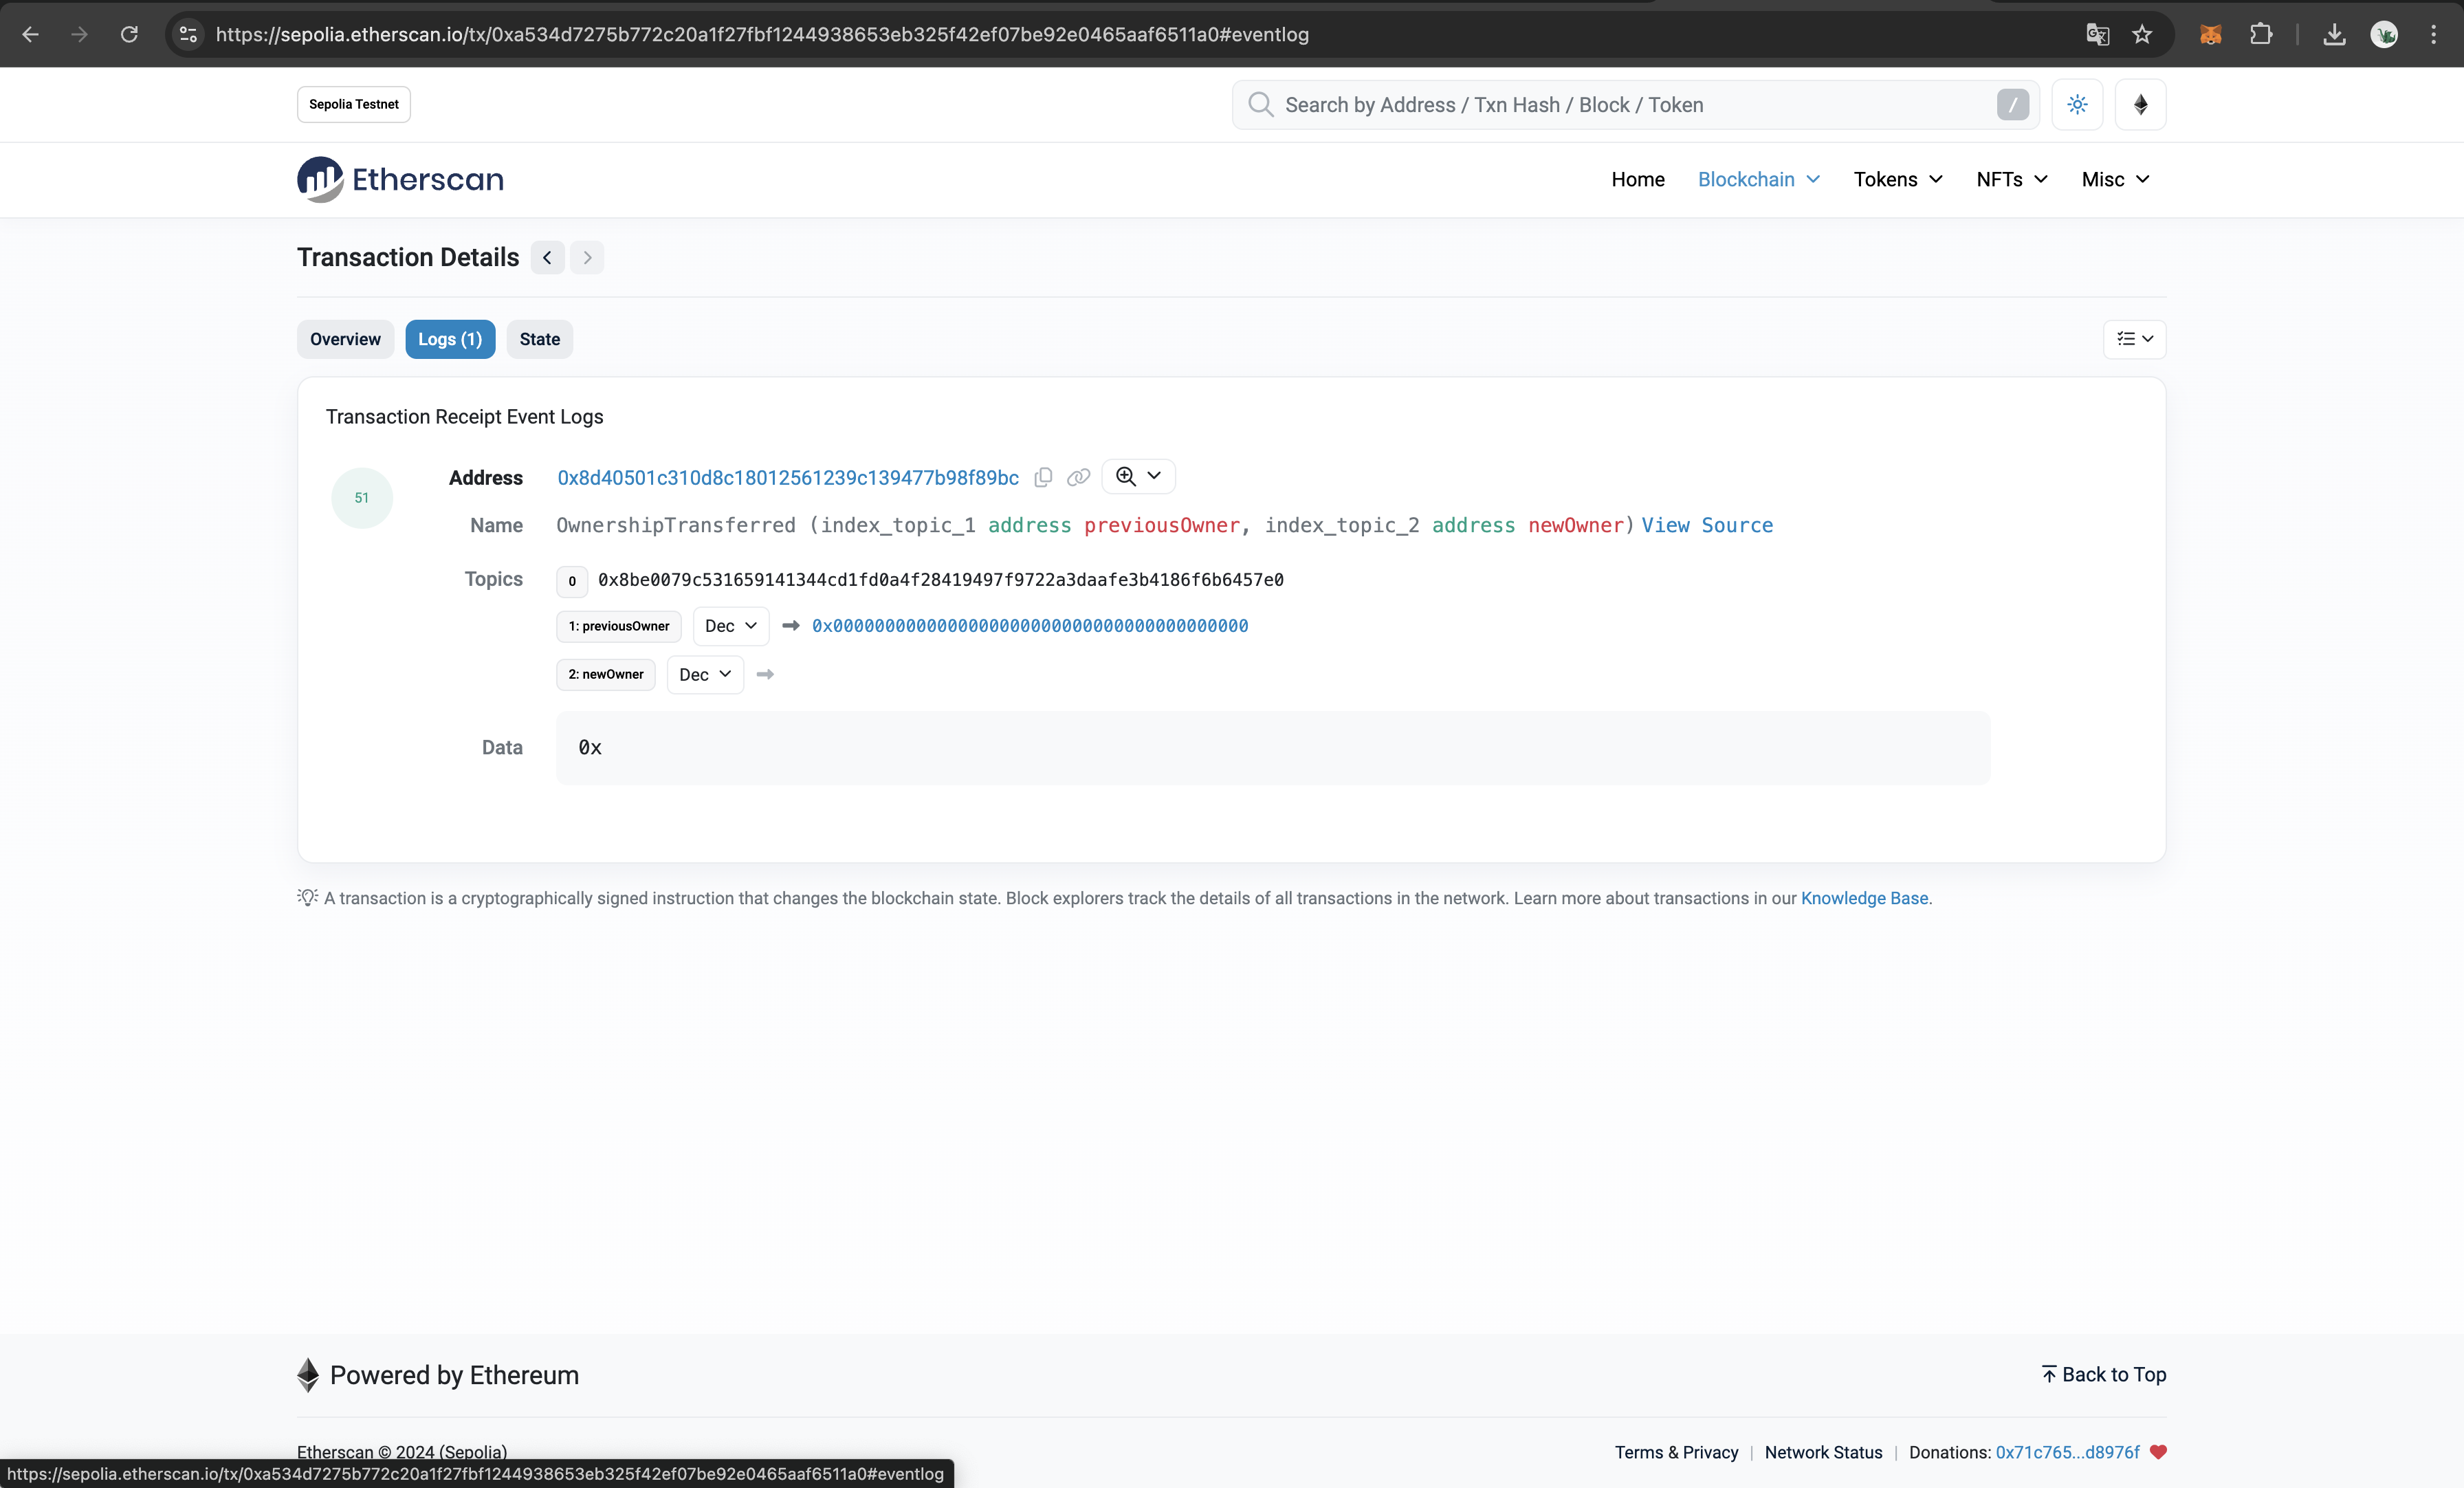 https://sepolia.etherscan.io/tx/0xa534d7275b772c20a1f27fbf1244938653eb325f42ef07be92e0465aaf6511a0#eventlog
Sepolia Testnet
Search by Address / Txn Hash / Block / Token
/
Etherscan
Home Blockchain Tokens NFTs Misc
Transaction Details
Overview Logs (1) State
Transaction Receipt Event Logs
51
Address 0x8d40501c310d8c18012561239c139477b98f89bc
Name OwnershipTransferred (index_topic_1 address previousOwner, index_topic_2 address newOwner) View Source
Topics 0 0x8be0079c531659141344cd1fd0a4f28419497f9722a3daafe3b4186f6b6457e0
1: previousOwner Dec 0x0000000000000000000000000000000000000000
2: newOwner Dec
Data 0x
A transaction is a cryptographically signed instruction that changes the blockchain state. Block explorers track the details of all transactions in the network. Learn more about transactions in our Knowledge Base.
Powered by Ethereum
Back to Top
Etherscan © 2024 (Sepolia)
Terms & Privacy | Network Status | Donations: 0x71c765...d8976f
https://sepolia.etherscan.io/tx/0xa534d7275b772c20a1f27fbf1244938653eb325f42ef07be92e0465aaf6511a0#eventlog